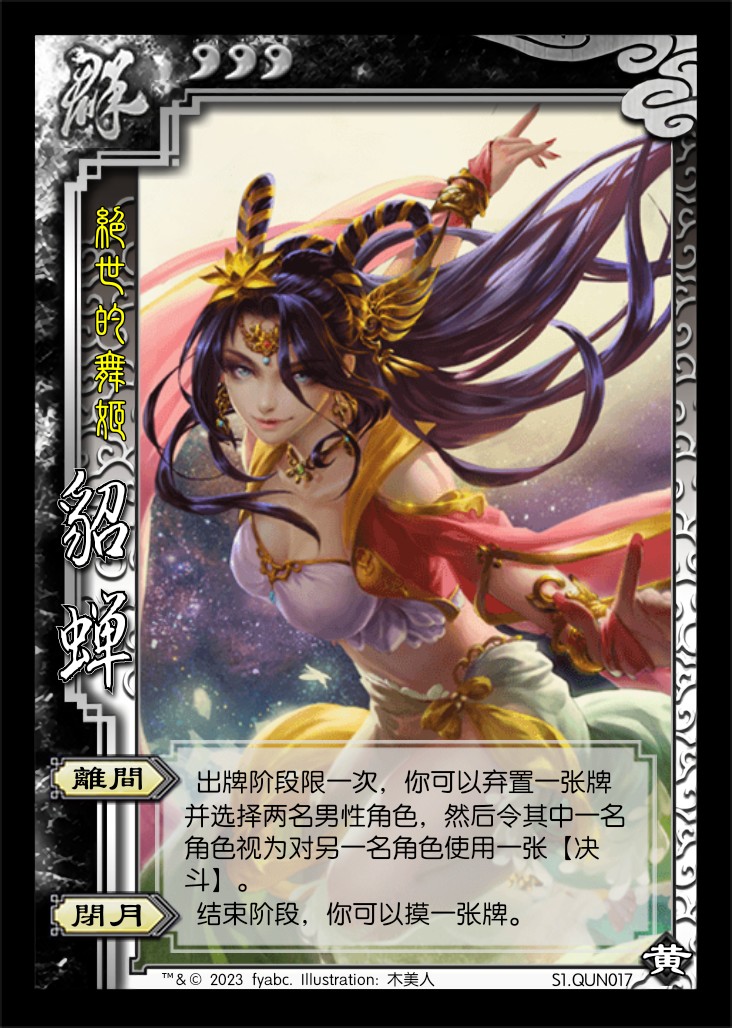 群
絕世的舞姬
貂蟬
離間
出牌阶段限一次，你可以弃置一张牌
并选择两名男性角色，然后令其中一名
角色视为对另一名角色使用一张【决
斗】。
閉月
结束阶段，你可以摸一张牌。
黄
™&© 2023 fyabc. Illustration: 木美人
S1.QUN017